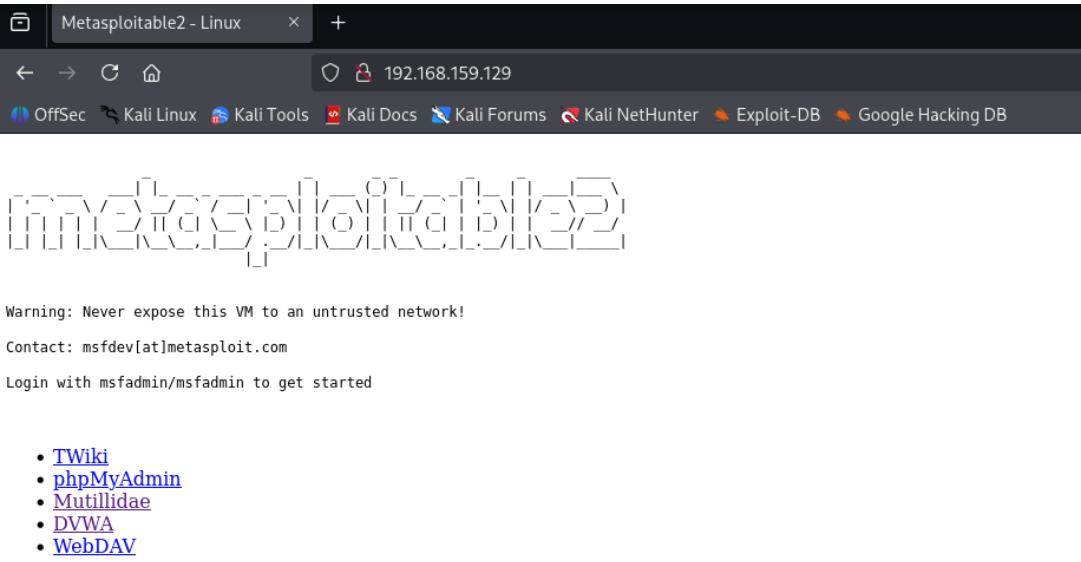 Metasploitable2 - Linux
192.168.159.129
OffSec Kali Linux Kali Tools Kali Docs Kali Forums Kali NetHunter Exploit-DB Google Hacking DB
metasploitable2
Warning: Never expose this VM to an untrusted network!
Contact: msfdev[at]metasploit.com
Login with msfadmin/msfadmin to get started
TWiki
phpMyAdmin
Mutillidae
DVWA
WebDAV